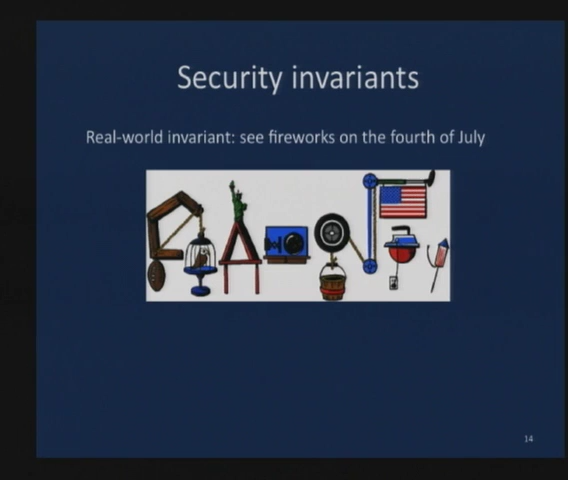 Security invariants
Real-world invariant: see fireworks on the fourth of July
14